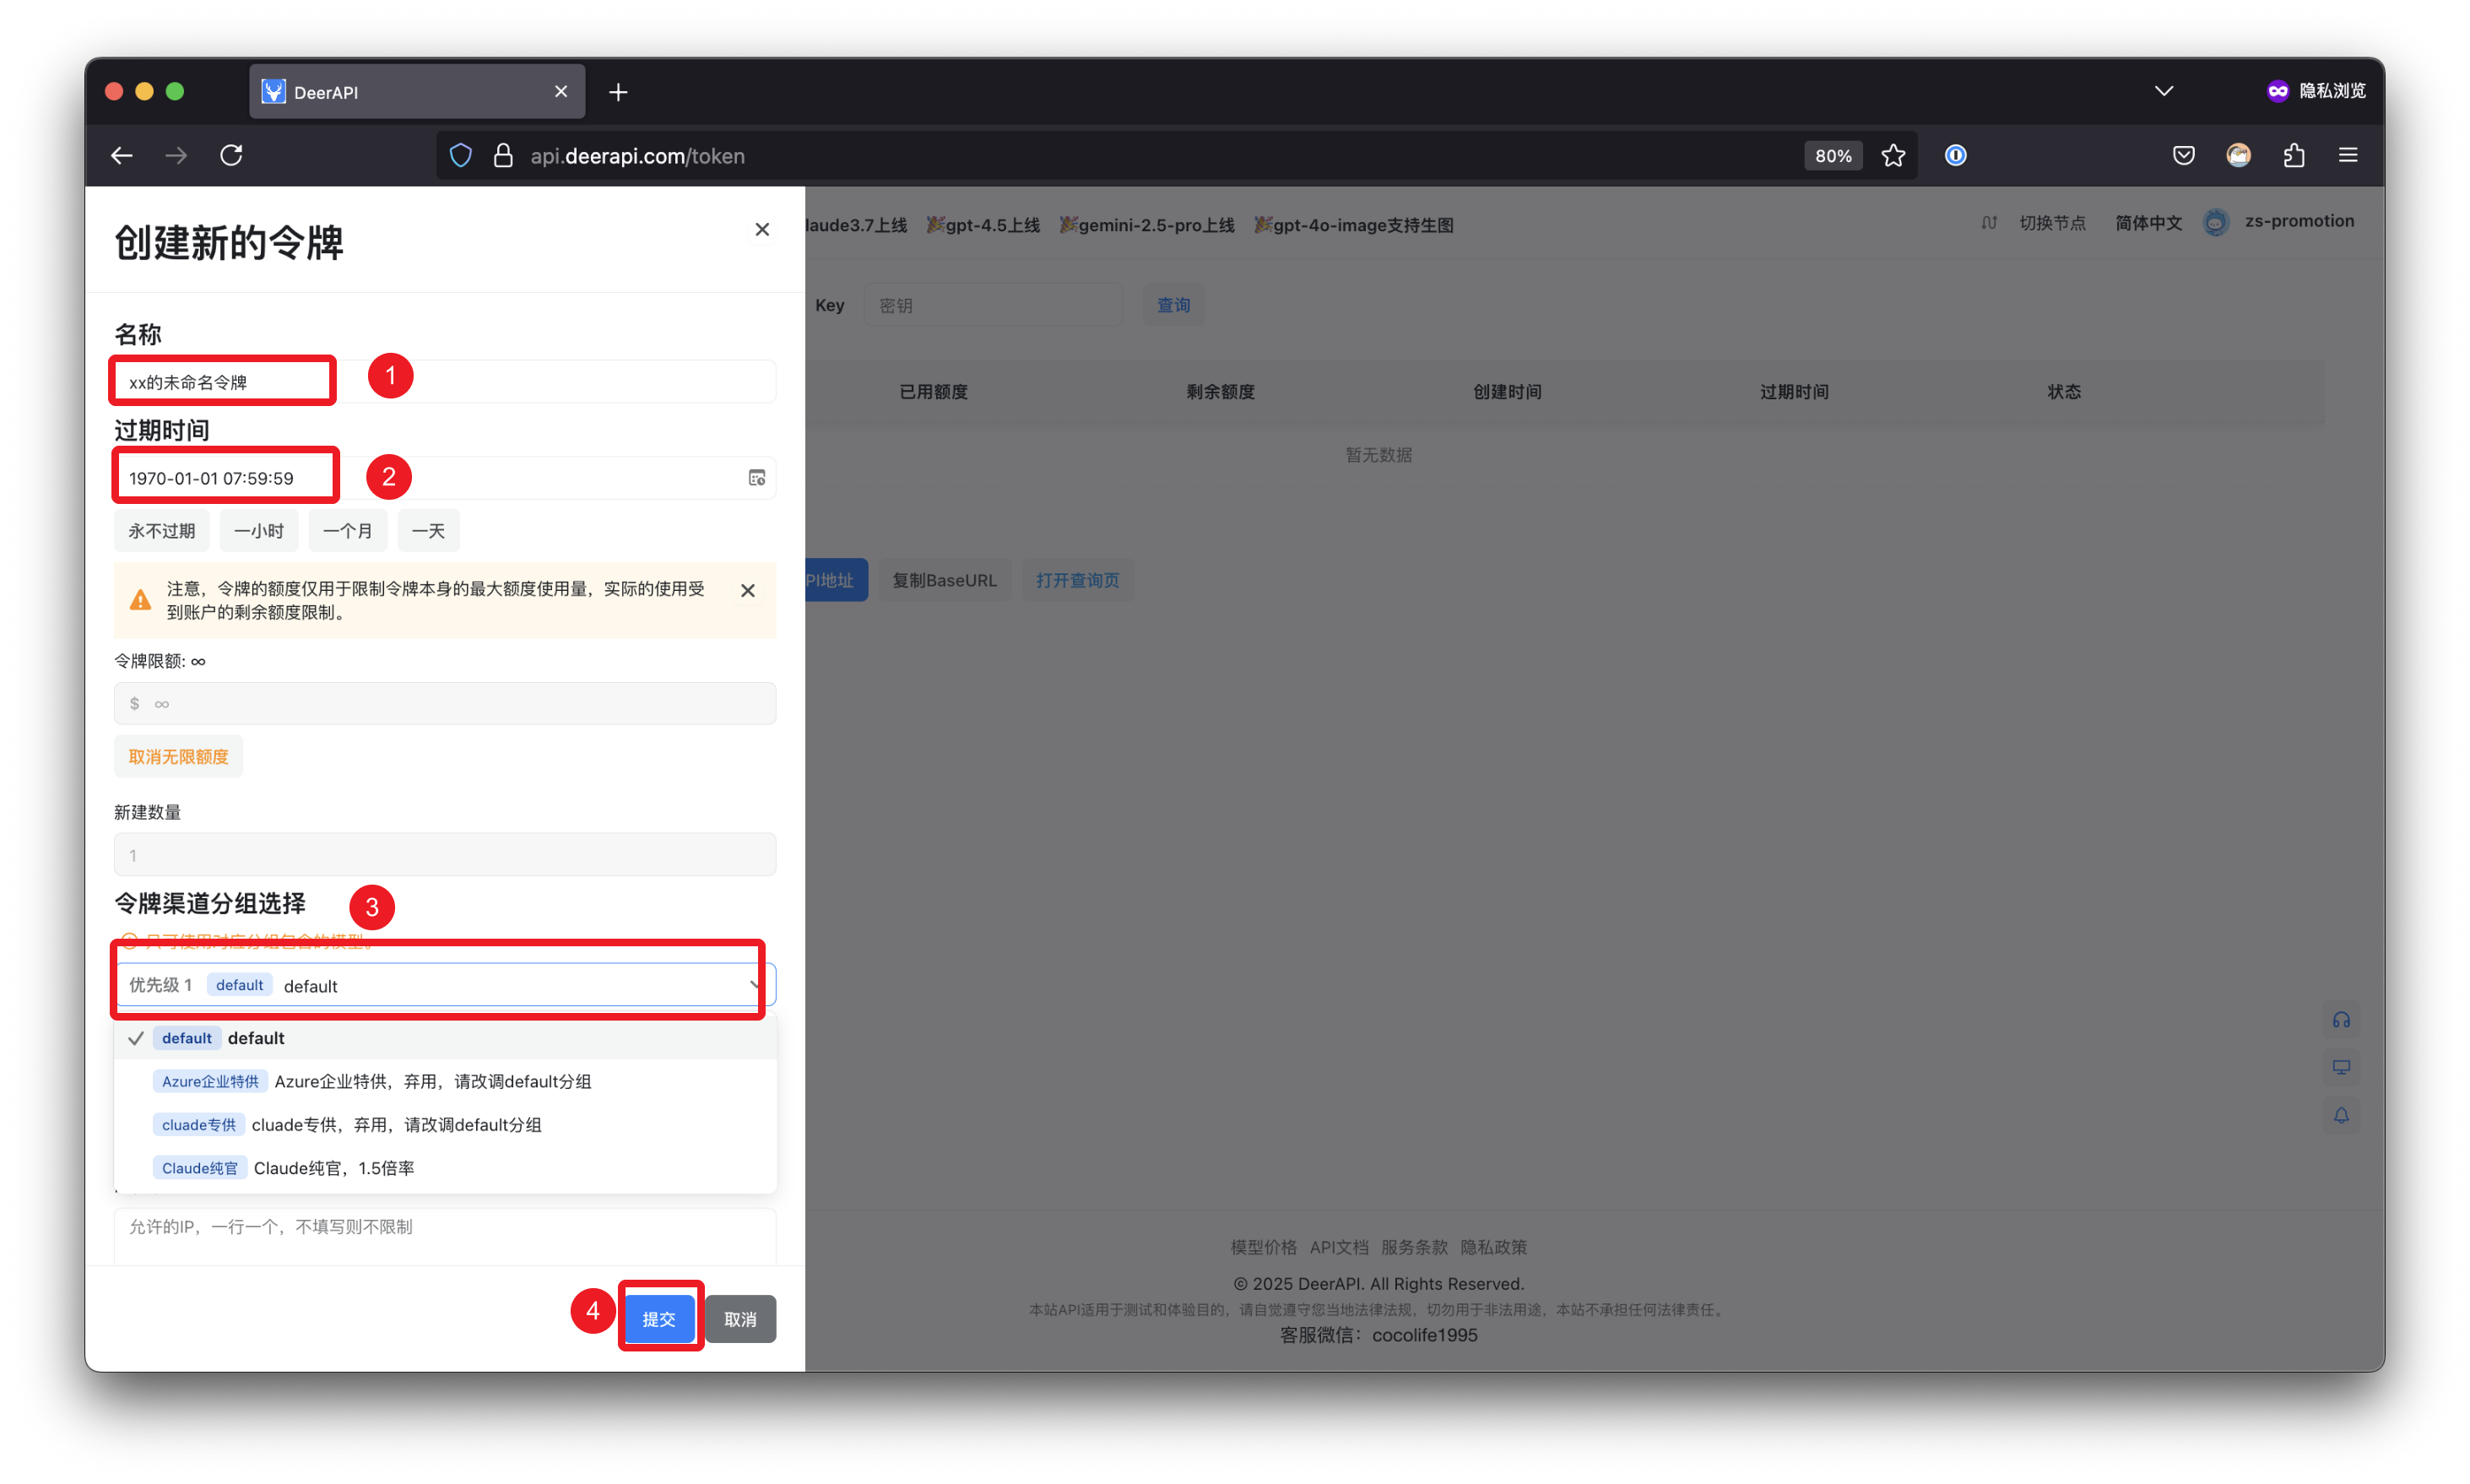 DeerAPI
隐私浏览
api.deerapi.com/token
80%
创建新的令牌
laude3.7上线 🎉gpt-4.5上线 🎉gemini-2.5-pro上线 🎉gpt-4o-image支持生图
切换节点 简体中文 zs-promotion
名称
xx的未命名令牌
1
过期时间
1970-01-01 07:59:59
2
永不过期 一小时 一个月 一天
注意，令牌的额度仅用于限制令牌本身的最大额度使用量，实际的使用受
到账户的剩余额度限制。
令牌限额: ∞
$ ∞
取消无限额度
新建数量
1
令牌渠道分组选择
3
只可使用对应分组包含的模型。
优先级 1 default default
default default
Azure企业特供 Azure企业特供，弃用，请改调default分组
cluade专供 cluade专供，弃用，请改调default分组
Claude纯官 Claude纯官，1.5倍率
允许的IP，一行一个，不填写则不限制
4
提交 取消
Key 密钥 查询
已用额度 剩余额度 创建时间 过期时间 状态
暂无数据
PI地址 复制BaseURL 打开查询页
模型价格 API文档 服务条款 隐私政策
© 2025 DeerAPI. All Rights Reserved.
本站API适用于测试和体验目的，请自觉遵守您当地法律法规，切勿用于非法用途，本站不承担任何法律责任。
客服微信：cocolife1995